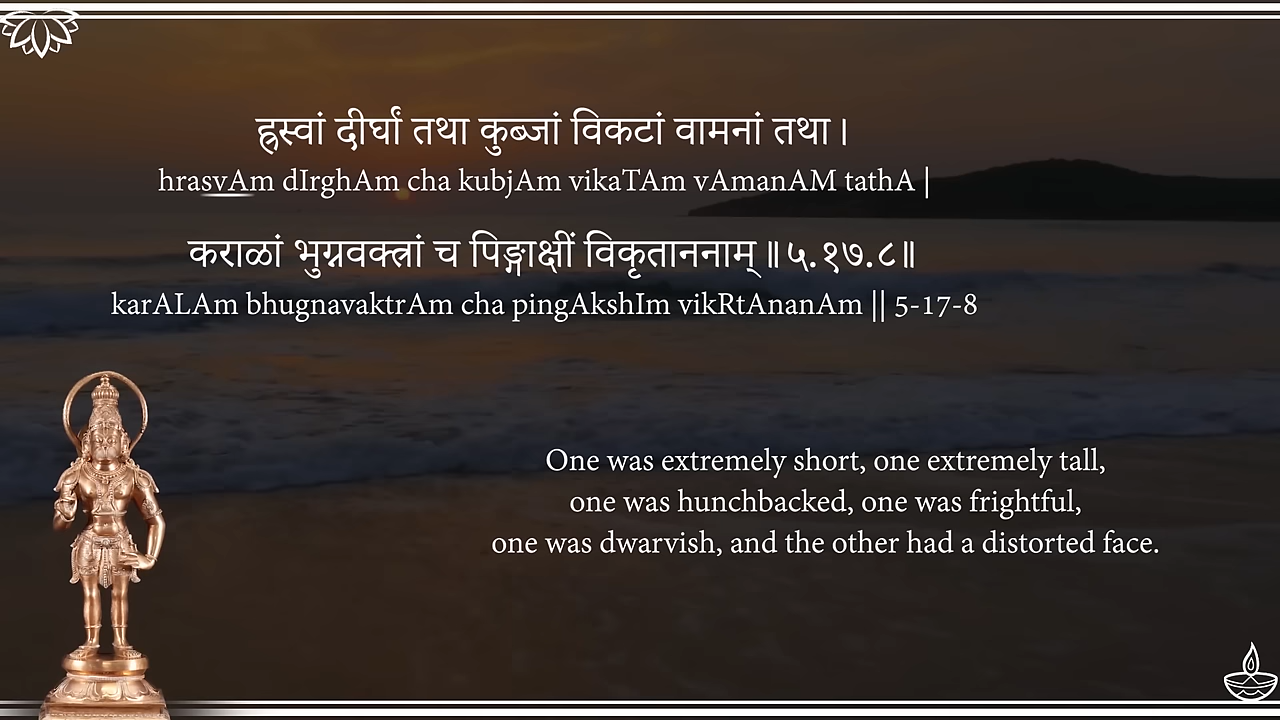 ह्रस्वां दीर्घां तथा कुब्जां विकटां वामनां तथा ।
hrasvAm dIrghAm cha kubjAm vikaTAm vAmanAM tathA |
कराळां भुग्नवक्त्रां च पिङ्गाक्षीं विकृताननाम् ॥५.१७.८॥
karALAm bhugnavaktrAm cha pingAkshIm vikRtAnanAm || 5-17-8
One was extremely short, one extremely tall,
one was hunchbacked, one was frightful,
one was dwarvish, and the other had a distorted face.